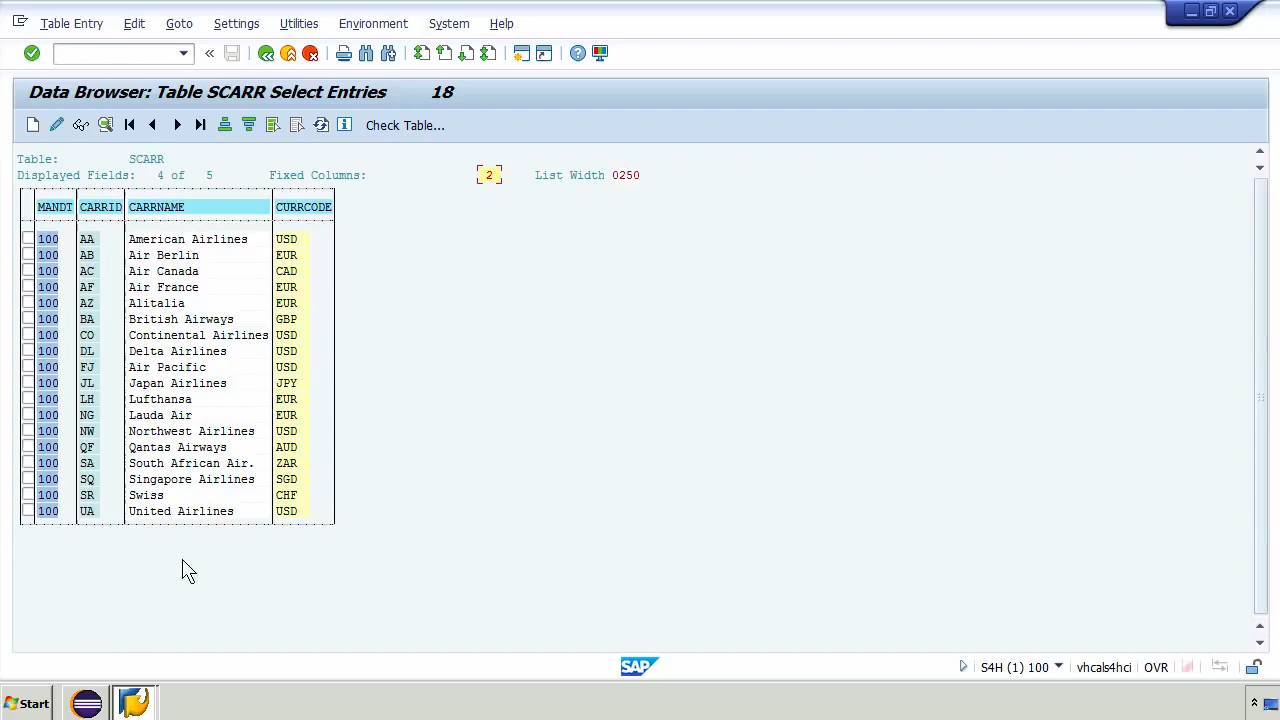 Table Entry Edit Goto Settings Utilities Environment System Help
Data Browser: Table SCARR Select Entries 18
Check Table...
Table: SCARR
Displayed Fields: 4 of 5 Fixed Columns: 2 List Width 0250
MANDT CARRID CARRNAME CURRCODE
100 AA American Airlines USD
100 AB Air Berlin EUR
100 AC Air Canada CAD
100 AF Air France EUR
100 AZ Alitalia EUR
100 BA British Airways GBP
100 CO Continental Airlines USD
100 DL Delta Airlines USD
100 FJ Air Pacific USD
100 JL Japan Airlines JPY
100 LH Lufthansa EUR
100 NG Lauda Air EUR
100 NW Northwest Airlines USD
100 QF Qantas Airways AUD
100 SA South African Air. ZAR
100 SQ Singapore Airlines SGD
100 SR Swiss CHF
100 UA United Airlines USD
SAP S4H (1) 100 vhcals4hci OVR
Start